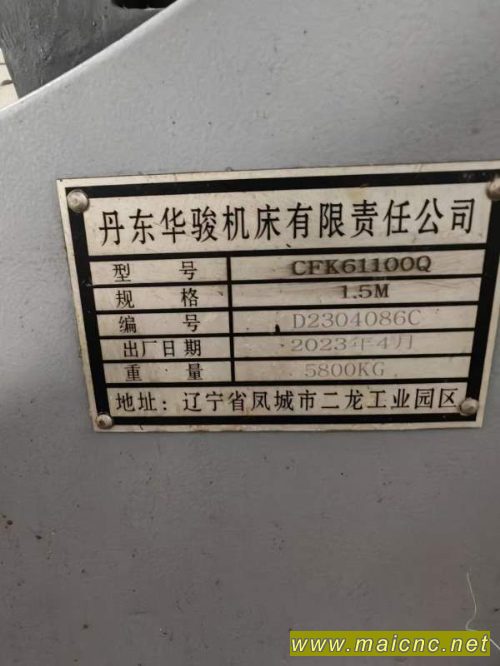 丹东华骏机床有限责任公司
型 号 CFK61100Q
规 格 1.5M
编 号 D2304086C
出厂日期 2023年4月
重 量 5800KG
地址: 辽宁省凤城市二龙工业园区
www.maicnc.net